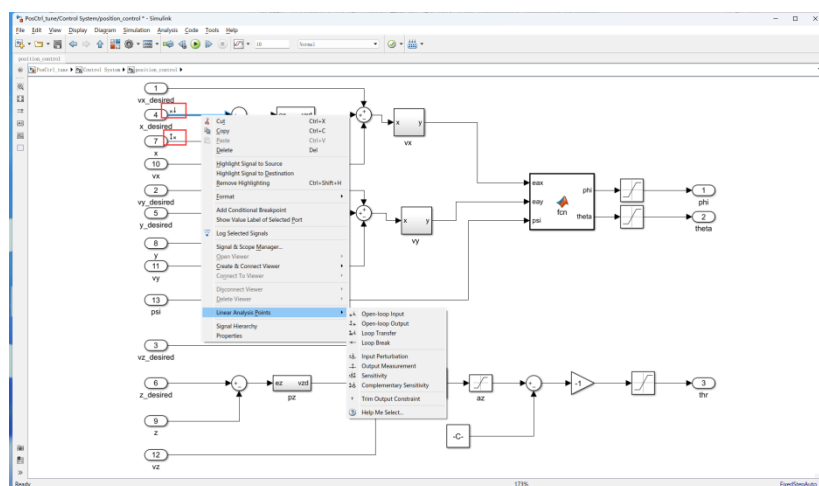 PosCtrl_tune/Control System/position_control * - Simulink
File Edit View Display Diagram Simulation Analysis Code Tools Help
10
Normal
position_control
PosCtrl_tune Control System position_control
1
vx_desired
4
x_desired
7
x
10
vx
2
vy_desired
5
y_desired
8
y
11
vy
13
psi
3
vz_desired
6
z_desired
9
z
12
vz
Cut Ctrl+X
Copy Ctrl+C
Paste Ctrl+V
Delete Del
Highlight Signal to Source
Highlight Signal to Destination
Remove Highlighting Ctrl+Shift+H
Format
Add Conditional Breakpoint
Show Value Label of Selected Port
Log Selected Signals
Signal & Scope Manager...
Open Viewer
Create & Connect Viewer
Connect To Viewer
Disconnect Viewer
Delete Viewer
Linear Analysis Points
Signal Hierarchy
Properties
Open-loop Input
Open-loop Output
Loop Transfer
Loop Break
Input Perturbation
Output Measurement
Sensitivity
Complementary Sensitivity
Trim Output Constraint
Help Me Select...
x y
vx
x y
vy
eax
eay
psi
fcn
phi
theta
1
phi
2
theta
ez vzd
pz
az
-C-
-1
3
thr
Ready
173%
FixedStepAuto